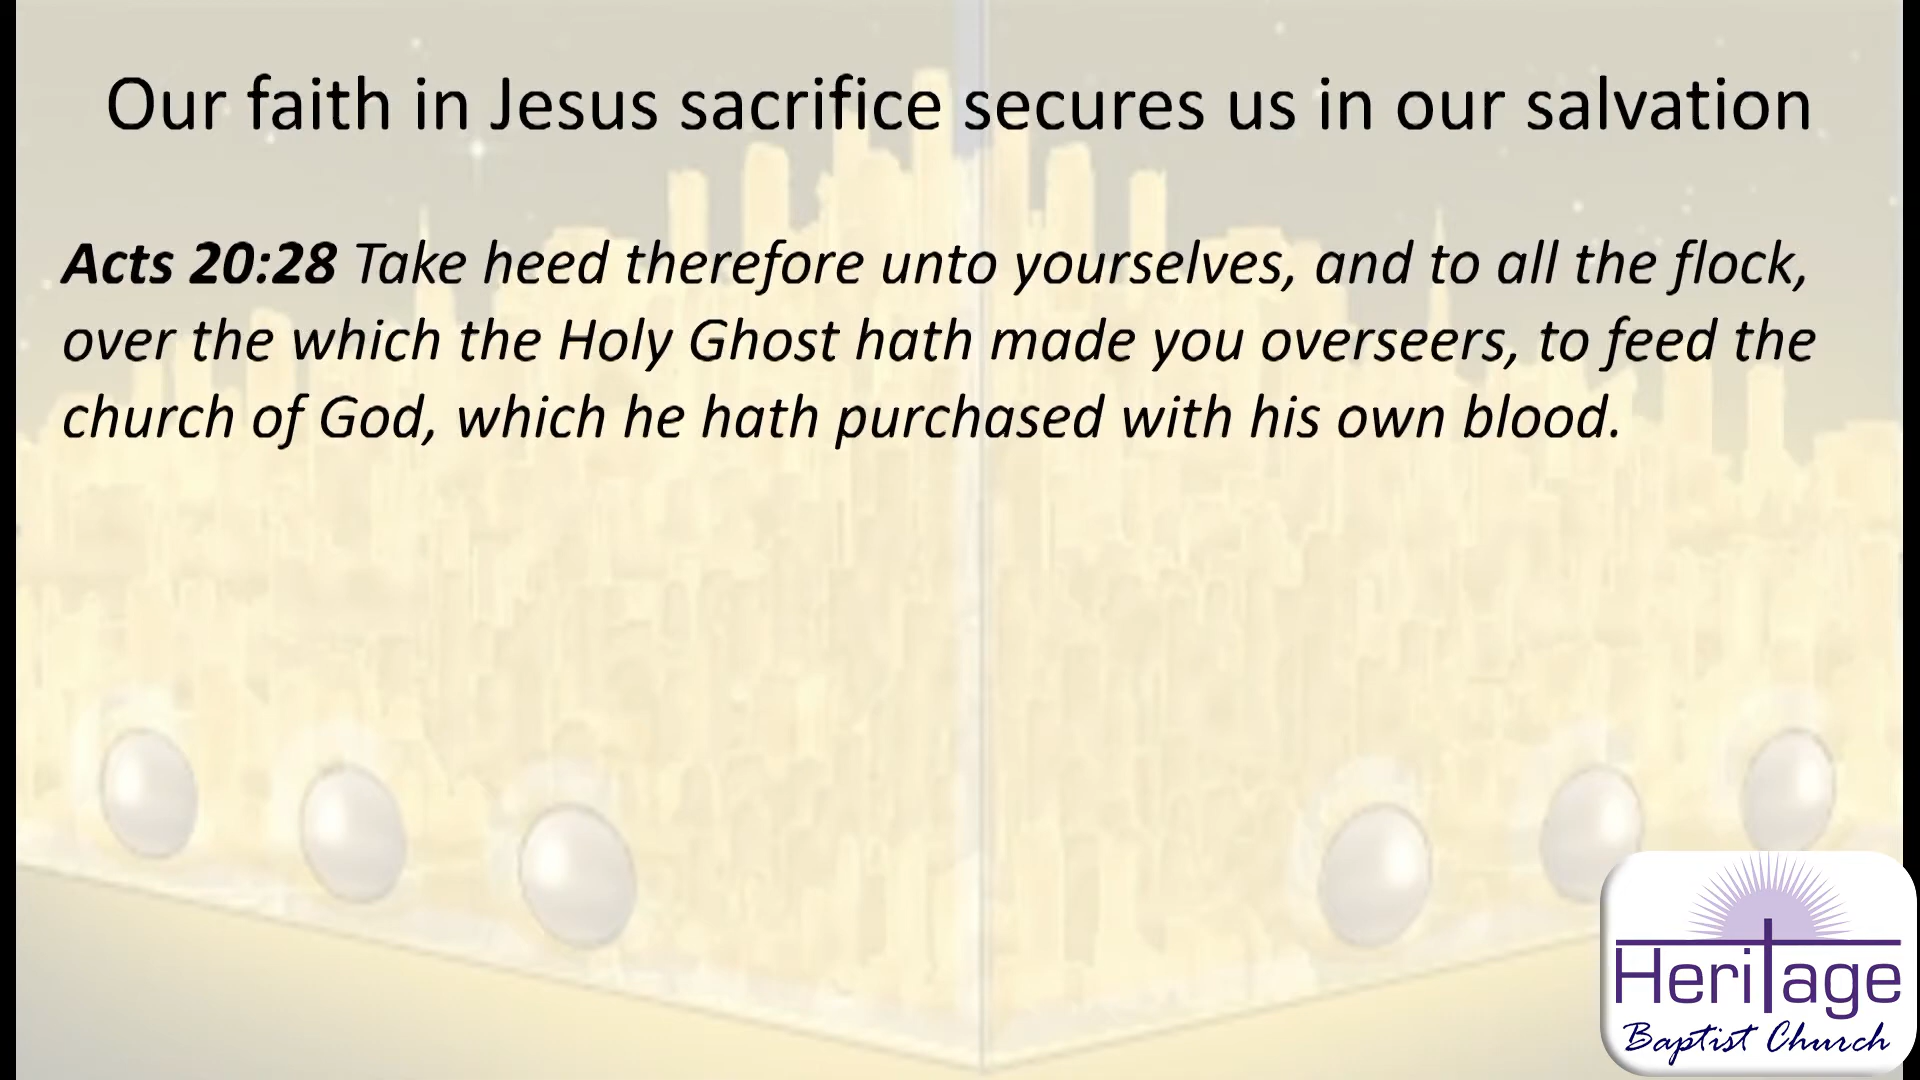 Our faith in Jesus sacrifice secures us in our salvation
Acts 20:28 Take heed therefore unto yourselves, and to all the flock,
over the which the Holy Ghost hath made you overseers, to feed the
church of God, which he hath purchased with his own blood.
Heritage
Baptist Church